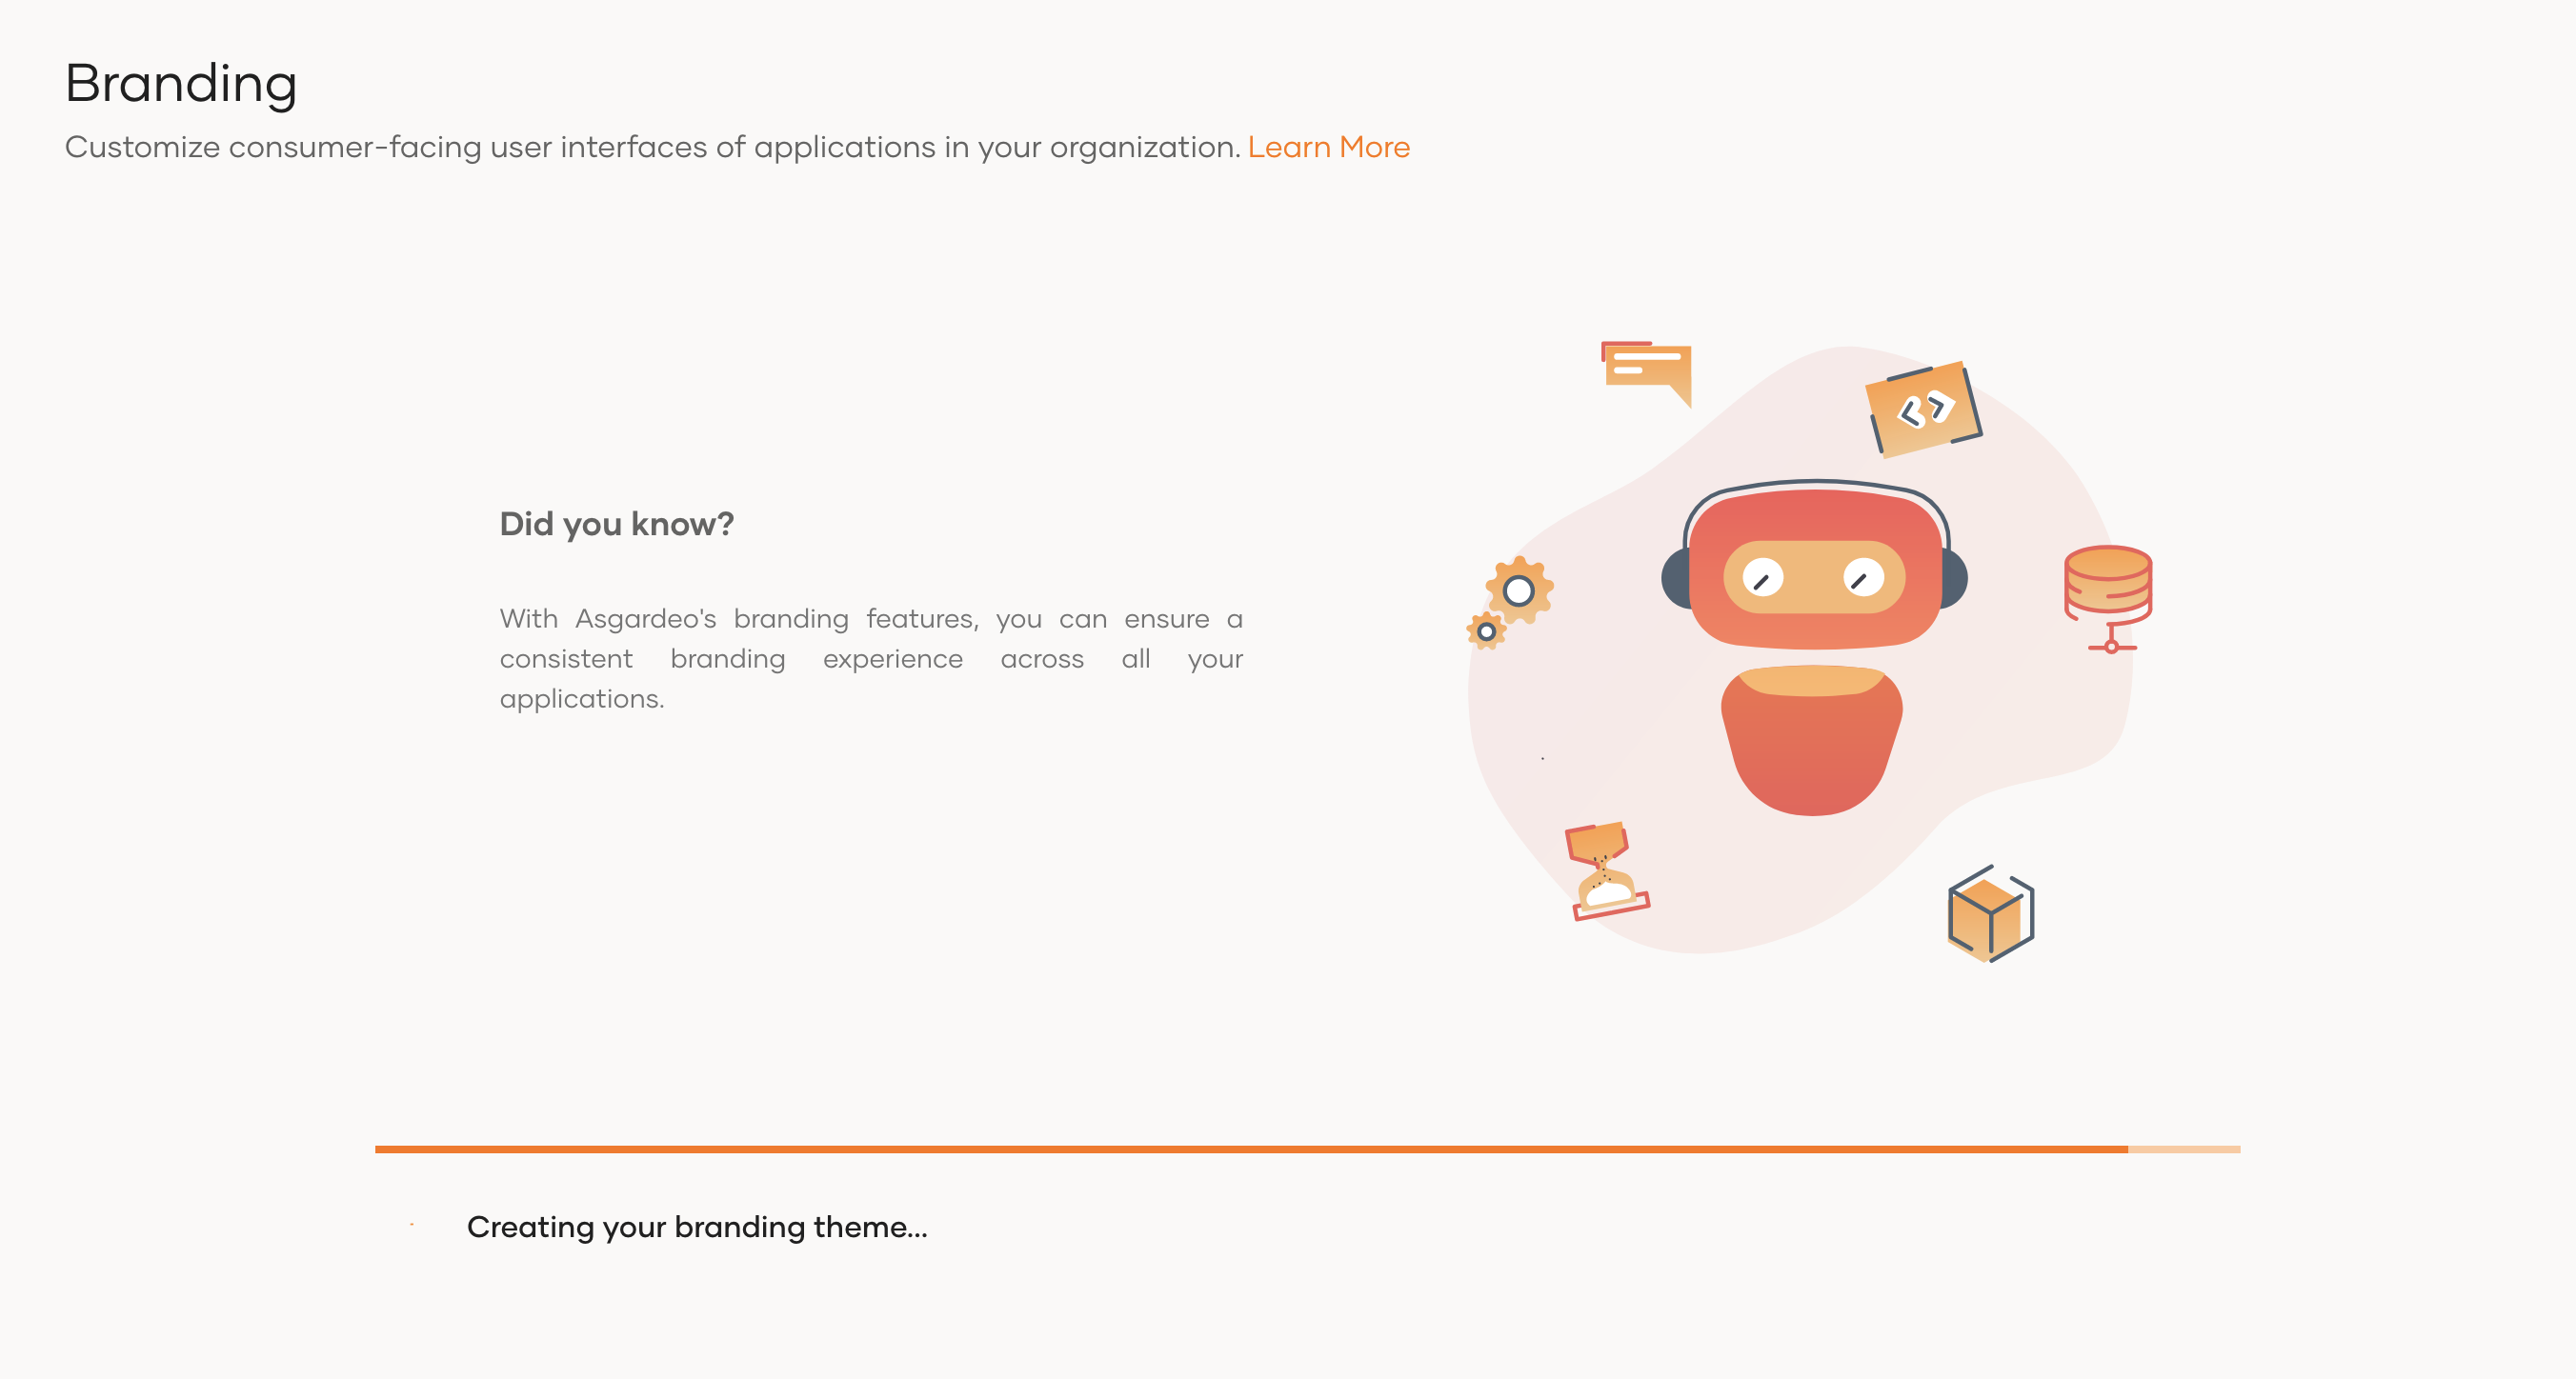 Branding
Customize consumer-facing user interfaces of applications in your organization. Learn More
Did you know?
With Asgardeo's branding features, you can ensure a
consistent branding experience across all your
applications.
Creating your branding theme...